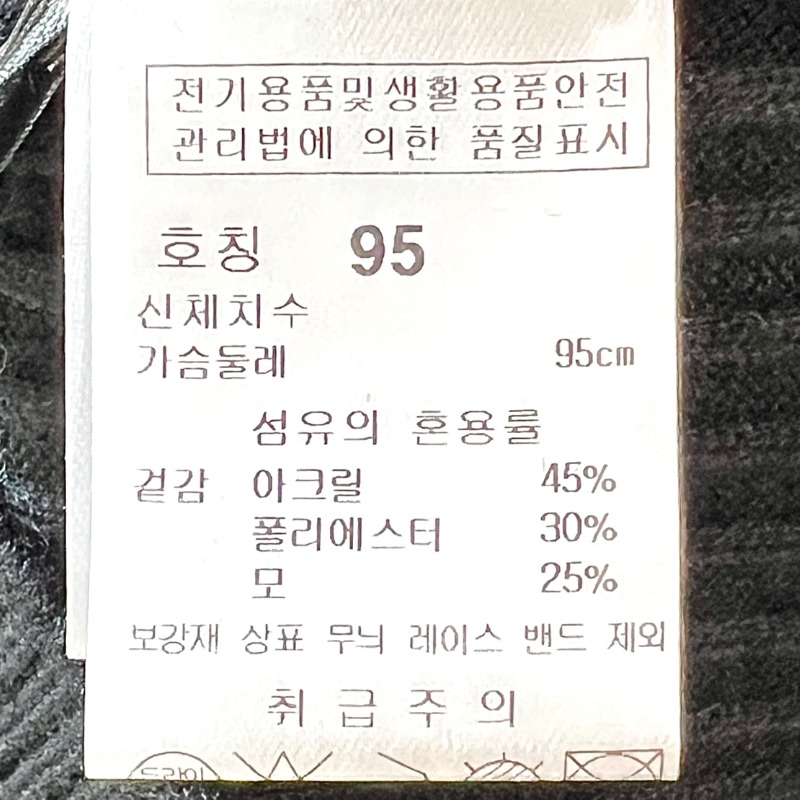 전기용품및생활용품안전
관리법에 의한 품질표시
호칭 95
신체치수
가슴둘레 95cm
섬유의 혼용률
겉감 아크릴 45%
폴리에스터 30%
모 25%
보강재 상표 무늬 레이스 밴드 제외
취급주의
드라이